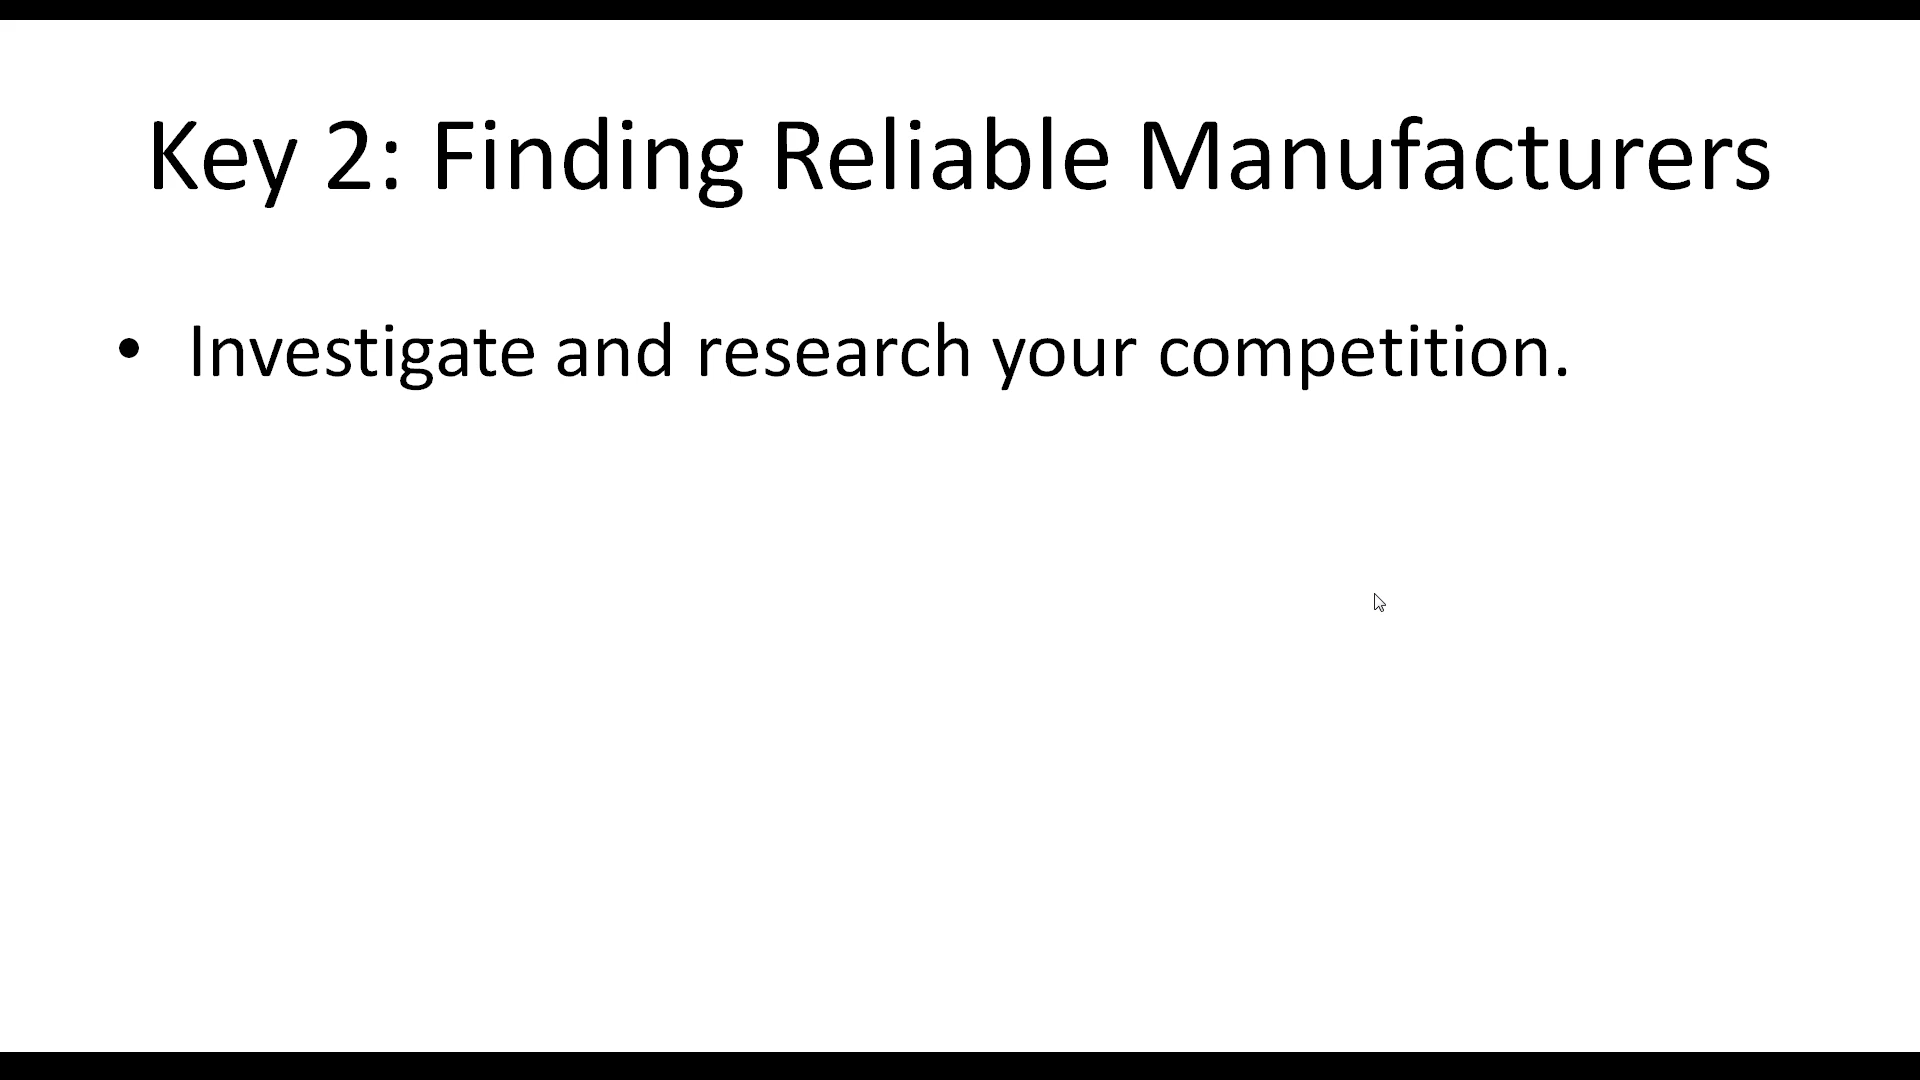 Key 2: Finding Reliable Manufacturers
• Investigate and research your competition.